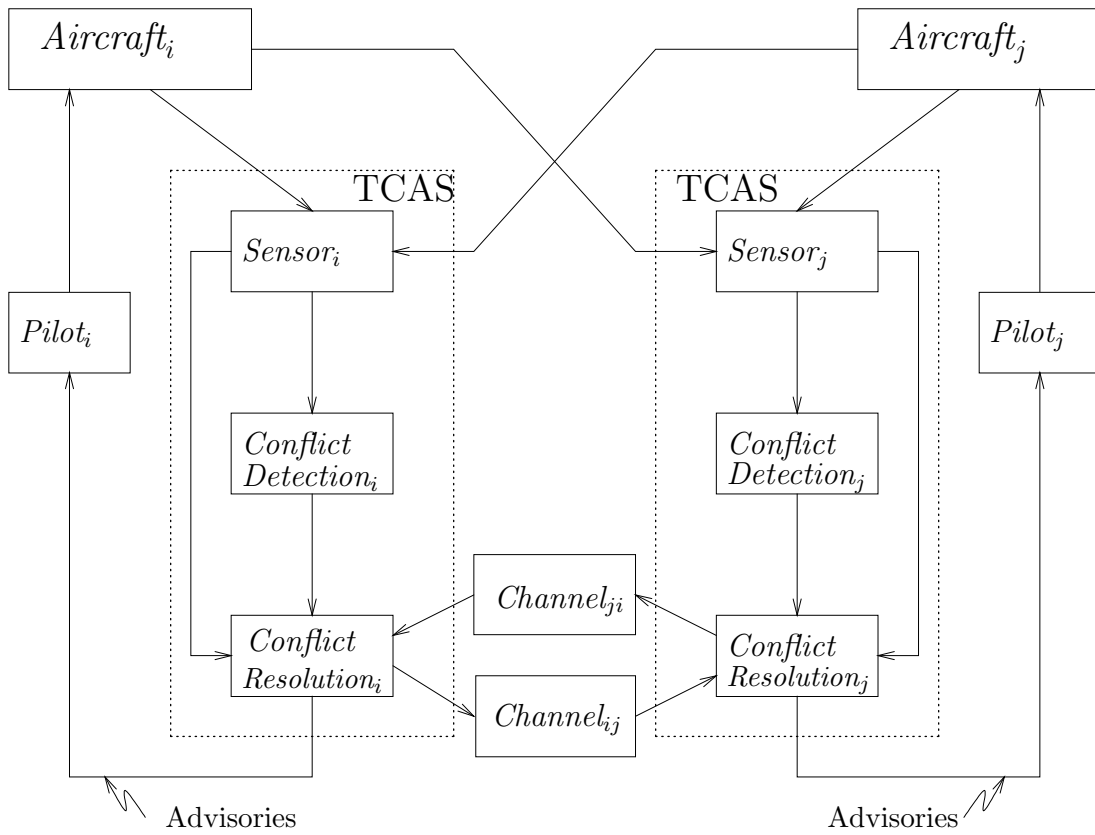 Aircraft_i
Aircraft_j
TCAS
TCAS
Sensor_i
Sensor_j
Pilot_i
Pilot_j
Conflict
Detection_i
Conflict
Detection_j
Channel_ji
Conflict
Resolution_i
Conflict
Resolution_j
Channel_ij
Advisories
Advisories